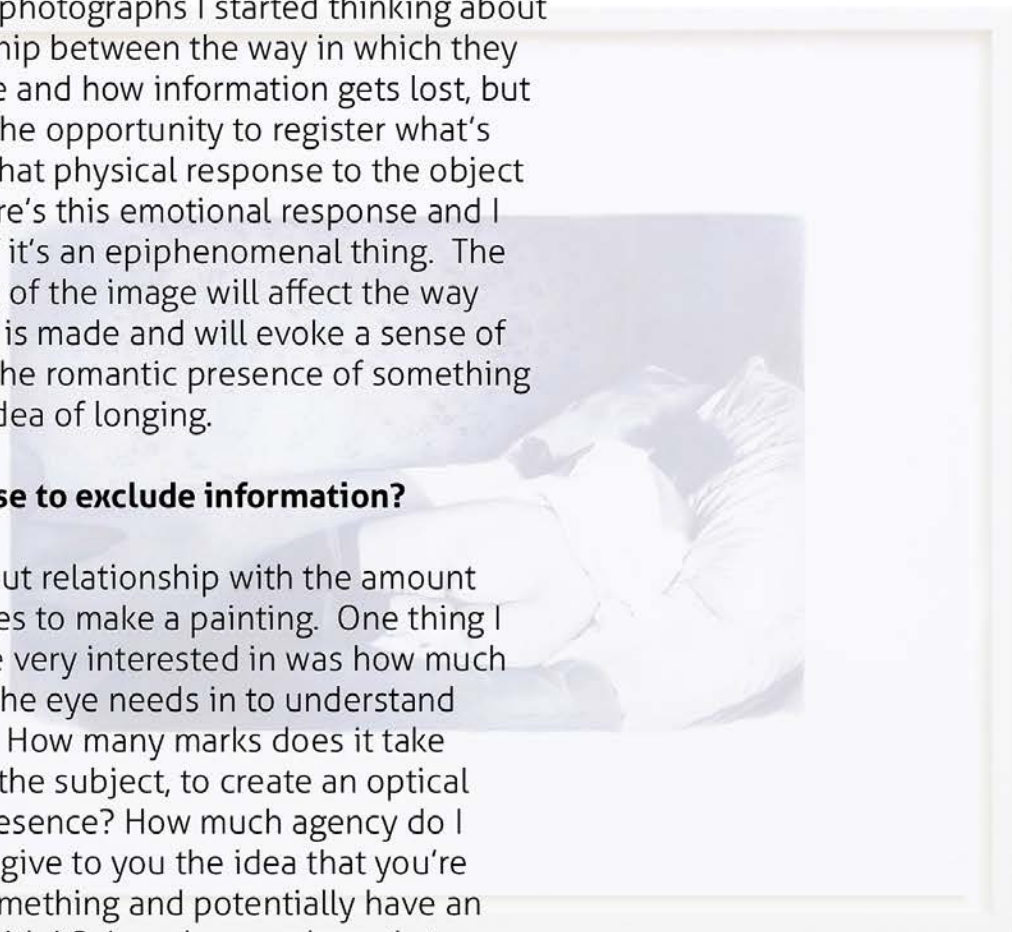 photographs I started thinking about
hip between the way in which they
e and how information gets lost, but
he opportunity to register what's
hat physical response to the object
re's this emotional response and I
it's an epiphenomenal thing.  The
of the image will affect the way
is made and will evoke a sense of
he romantic presence of something
dea of longing.
se to exclude information?
ut relationship with the amount
es to make a painting.  One thing I
e very interested in was how much
he eye needs in to understand
How many marks does it take
the subject, to create an optical
esence? How much agency do I
give to you the idea that you're
mething and potentially have an